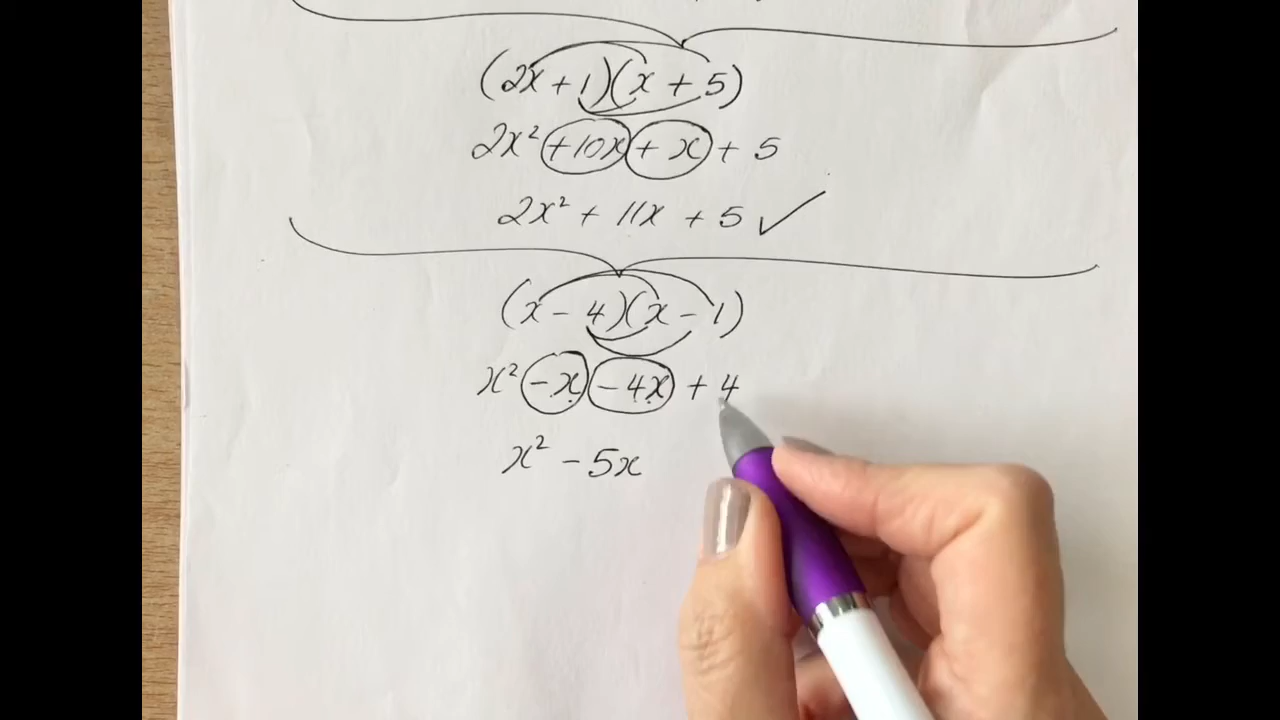 (2x + 1)(x + 5)
2x² +10x + x + 5
2x² + 11x + 5 ✓
(x - 4)(x - 1)
x² - x - 4x + 4
x² - 5x